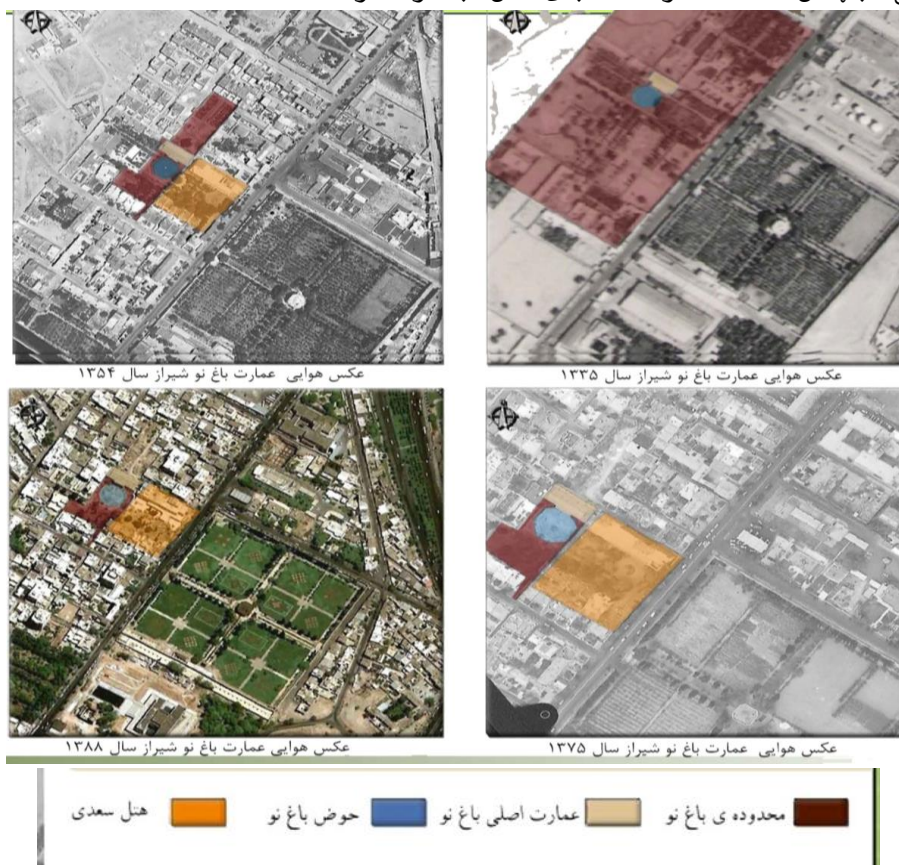 عکس هوایی عمارت باغ نو شیراز سال ۱۳۳۵
عکس هوایی عمارت باغ نو شیراز سال ۱۳۵۴
عکس هوایی عمارت باغ نو شیراز سال ۱۳۷۵
عکس هوایی عمارت باغ نو شیراز سال ۱۳۸۸
محدوده ی باغ نو
عمارت اصلی باغ نو
حوض باغ نو
هتل سعدی